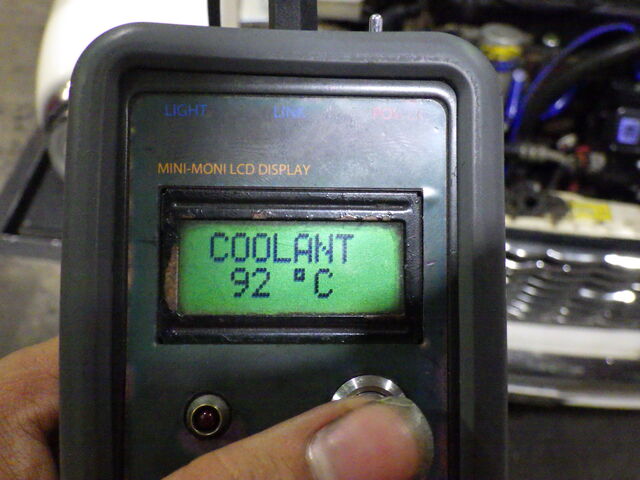 LIGHT LINK
MINI-MONI LCD DISPLAY
COOLANT
92 °C